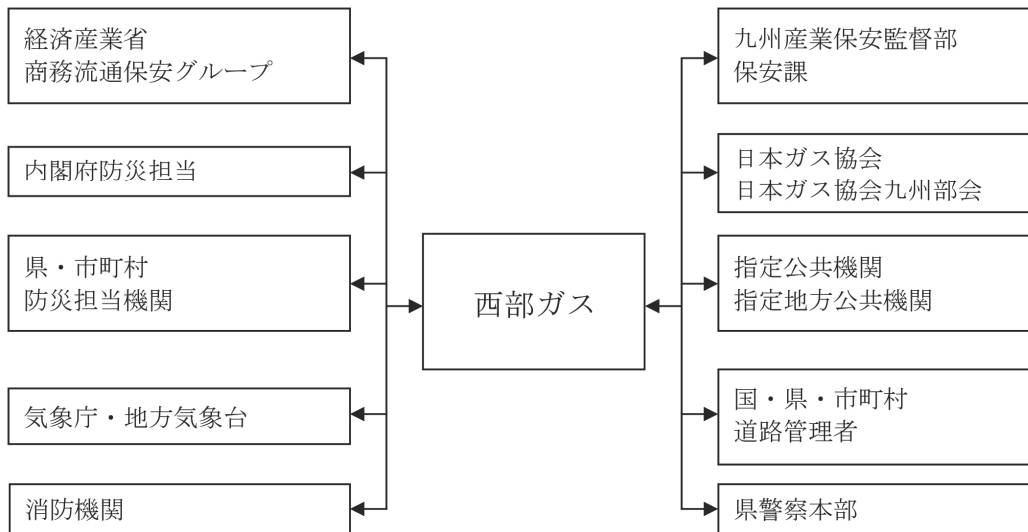 経済産業省
商務流通保安グループ
内閣府防災担当
県・市町村
防災担当機関
気象庁・地方気象台
消防機関
西部ガス
九州産業保安監督部
保安課
日本ガス協会
日本ガス協会九州部会
指定公共機関
指定地方公共機関
国・県・市町村
道路管理者
県警察本部